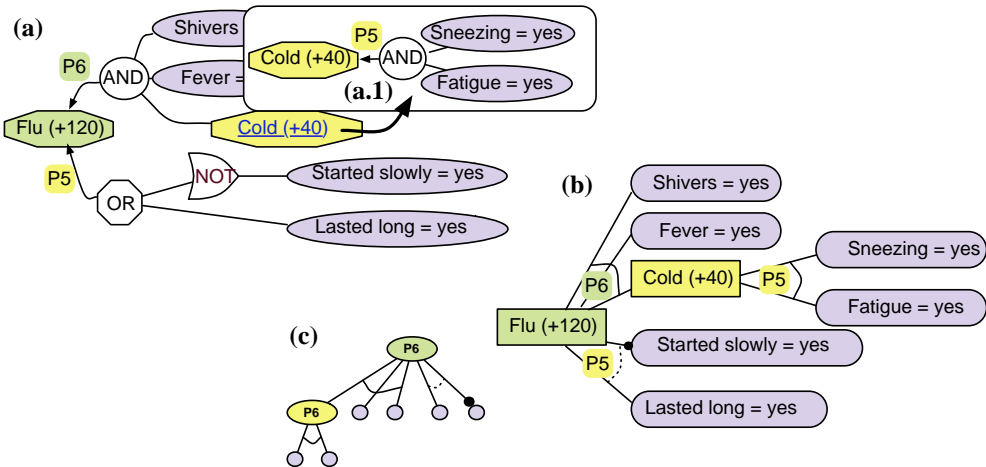 (a)
Shivers
P6
AND
Fever =
Flu (+120)
Cold (+40)
P5
Cold (+40)
AND
Sneezing = yes
Fatigue = yes
(a.1)
P5
OR
NOT
Started slowly = yes
Lasted long = yes
(b)
Shivers = yes
Fever = yes
P6
Cold (+40)
P5
Sneezing = yes
Fatigue = yes
Flu (+120)
P5
Started slowly = yes
Lasted long = yes
(c)
P6
P6